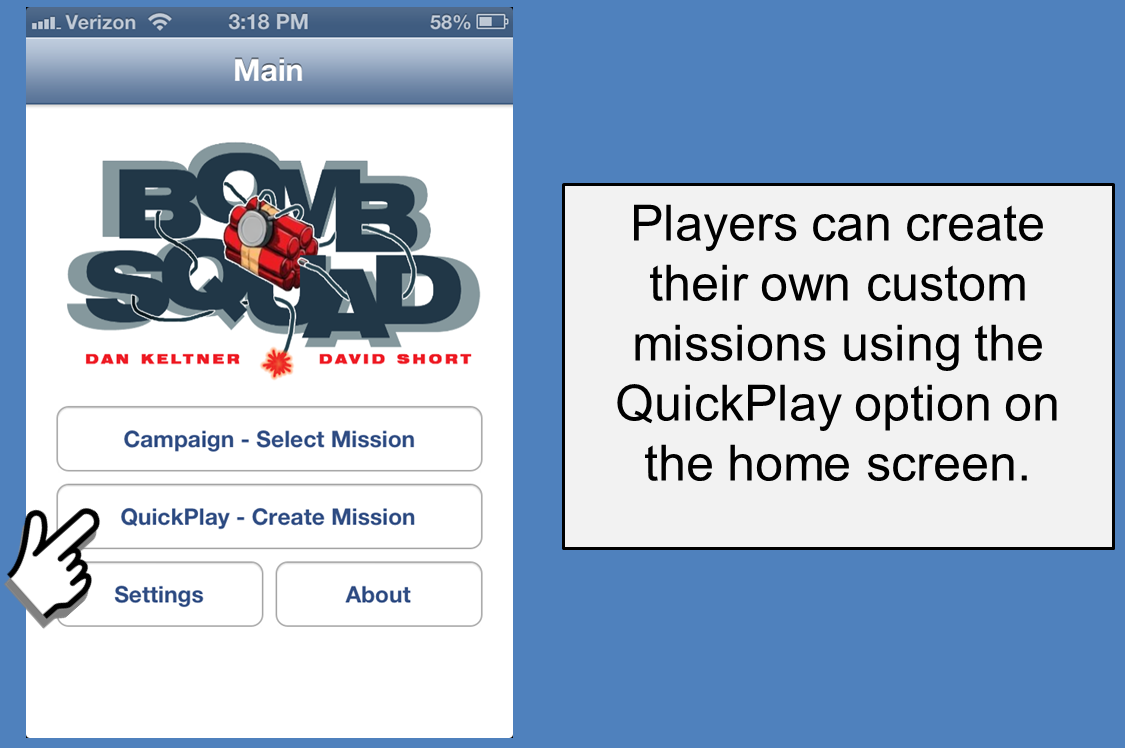 Verizon 3:18 PM 58%
Main
BOMB
SQUAD
DAN KELTNER DAVID SHORT
Campaign - Select Mission
QuickPlay - Create Mission
Settings About
Players can create
their own custom
missions using the
QuickPlay option on
the home screen.